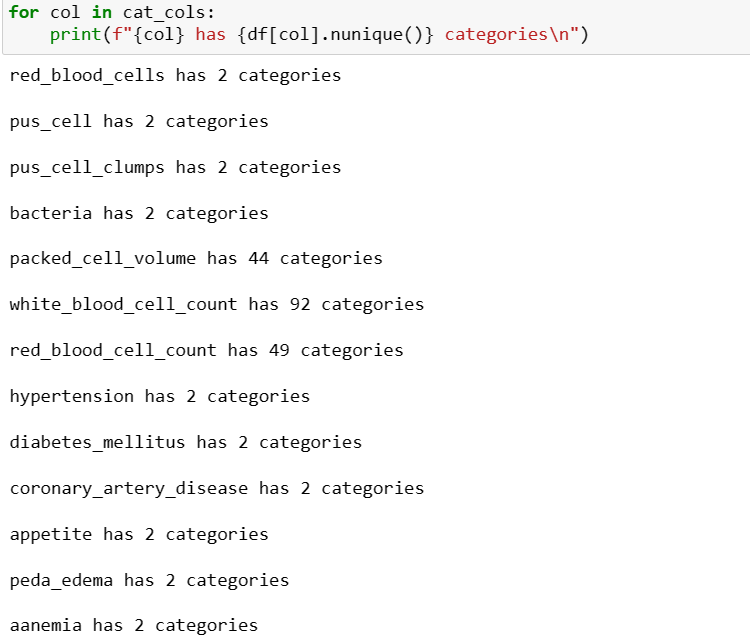 for col in cat_cols:
    print(f"{col} has {df[col].nunique()} categories\n")
red_blood_cells has 2 categories
pus_cell has 2 categories
pus_cell_clumps has 2 categories
bacteria has 2 categories
packed_cell_volume has 44 categories
white_blood_cell_count has 92 categories
red_blood_cell_count has 49 categories
hypertension has 2 categories
diabetes_mellitus has 2 categories
coronary_artery_disease has 2 categories
appetite has 2 categories
peda_edema has 2 categories
aanemia has 2 categories